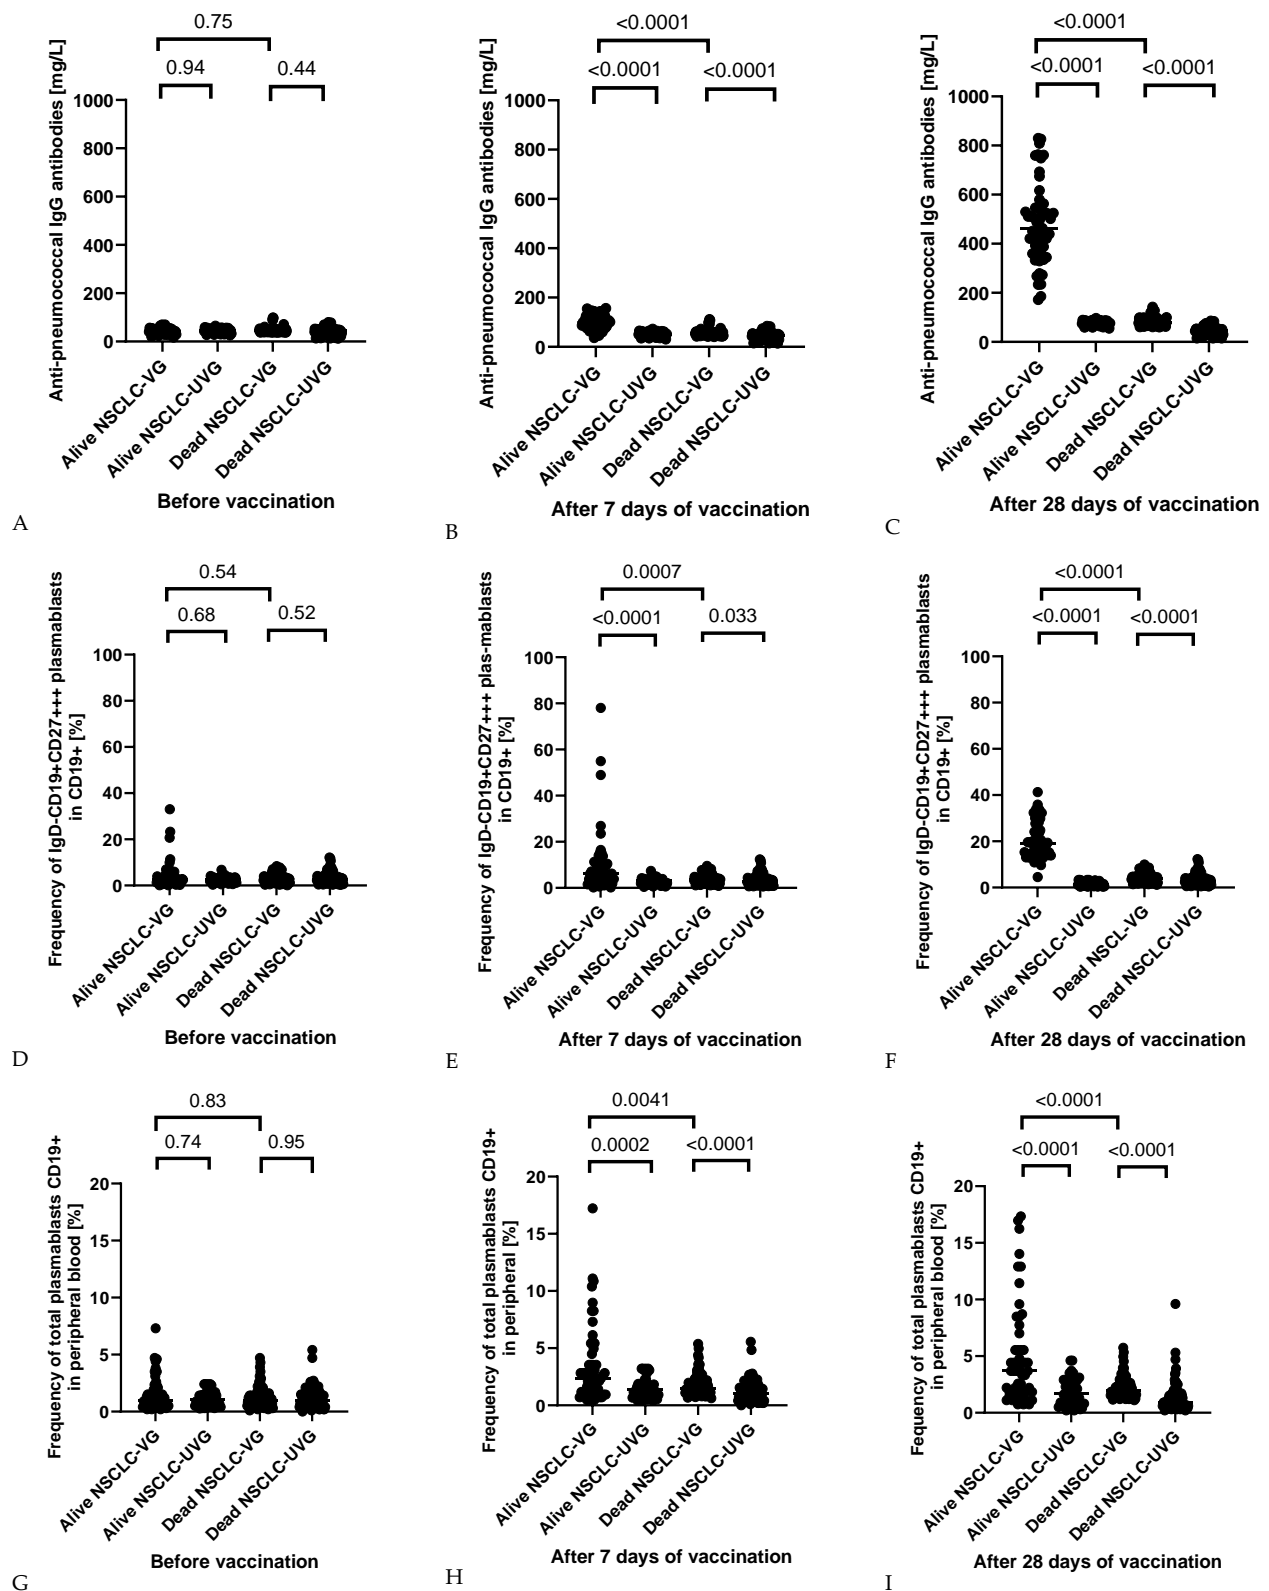 0.75
0.94
0.44
Anti-pneumococcal IgG antibodies [mg/L]
1000
800
600
400
200
0
Alive NSCLC-VG
Alive NSCLC-UVG
Dead NSCLC-VG
Dead NSCLC-UVG
Before vaccination
A
<0.0001
<0.0001
<0.0001
Anti-pneumococcal IgG antibodies [mg/L]
1000
800
600
400
200
0
Alive NSCLC-VG
Alive NSCLC-UVG
Dead NSCLC-VG
Dead NSCLC-UVG
After 7 days of vaccination
B
<0.0001
<0.0001
<0.0001
Anti-pneumococcal IgG antibodies [mg/L]
1000
800
600
400
200
0
Alive NSCLC-VG
Alive NSCLC-UVG
Dead NSCLC-VG
Dead NSCLC-UVG
After 28 days of vaccination
C
0.54
0.68
0.52
Frequency of IgD-CD19+CD27+++ plasmablasts
in CD19+ [%]
100
80
60
40
20
0
Alive NSCLC-VG
Alive NSCLC-UVG
Dead NSCLC-VG
Dead NSCLC-UVG
Before vaccination
D
0.0007
<0.0001
0.033
Frequency of IgD-CD19+CD27+++ plas-mablasts
in CD19+ [%]
100
80
60
40
20
0
Alive NSCLC-VG
Alive NSCLC-UVG
Dead NSCLC-VG
Dead NSCLC-UVG
After 7 days of vaccination
E
<0.0001
<0.0001
<0.0001
Frequency of IgD-CD19+CD27+++ plasmablasts
in CD19+ [%]
100
80
60
40
20
0
Alive NSCLC-VG
Alive NSCLC-UVG
Dead NSCL-VG
Dead NSCLC-UVG
After 28 days of vaccination
F
0.83
0.74
0.95
Frequency of total plasmablasts CD19+
in peripheral blood [%]
20
15
10
5
0
Alive NSCLC-VG
Alive NSCLC-UVG
Dead NSCLC-VG
Dead NSCLC-UVG
Before vaccination
G
0.0041
0.0002
<0.0001
Frequency of total plasmablasts CD19+
in peripheral [%]
20
15
10
5
0
Alive NSCLC-VG
Alive NSCLC-UVG
Dead NSCLC-VG
Dead NSCLC-UVG
After 7 days of vaccination
H
<0.0001
<0.0001
<0.0001
Fequency of total plasmablasts CD19+
in peripheral blood [%]
20
15
10
5
0
Alive NSCLC-VG
Alive NSCLC-UVG
Dead NSCLC-VG
Dead NSCLC-UVG
After 28 days of vaccination
I